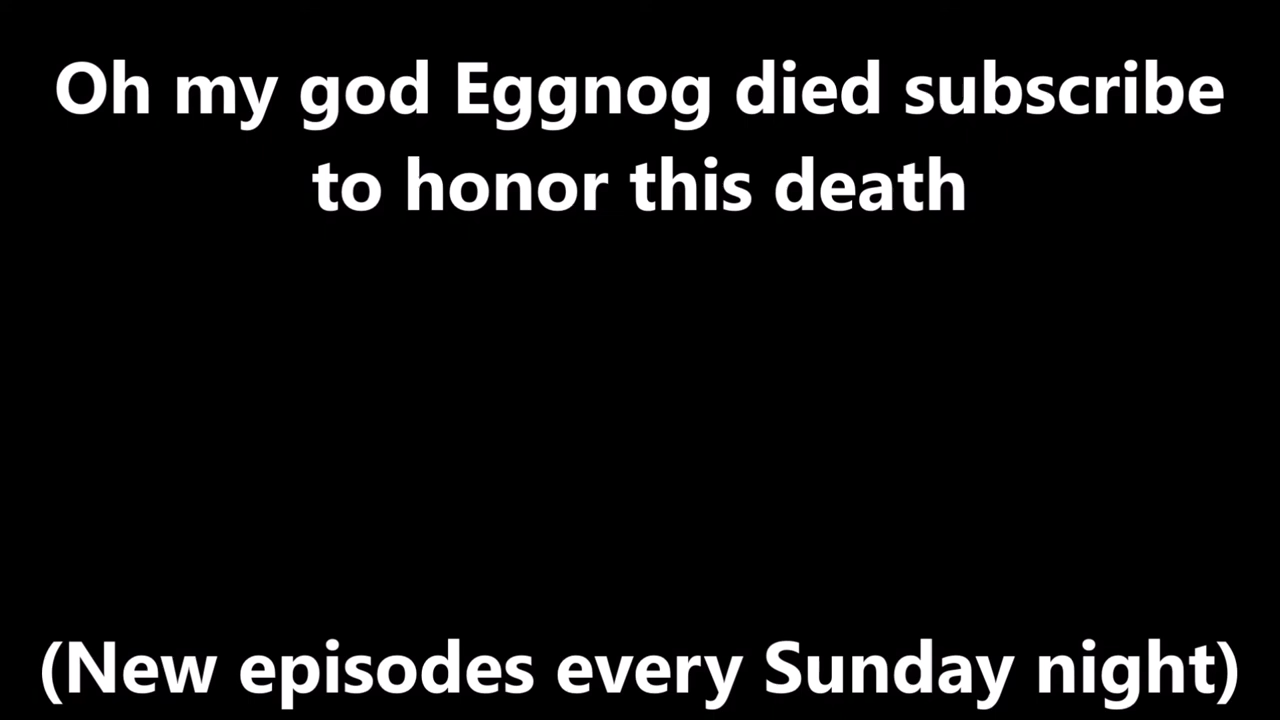 Oh my god Eggnog died subscribe
to honor this death
(New episodes every Sunday night)